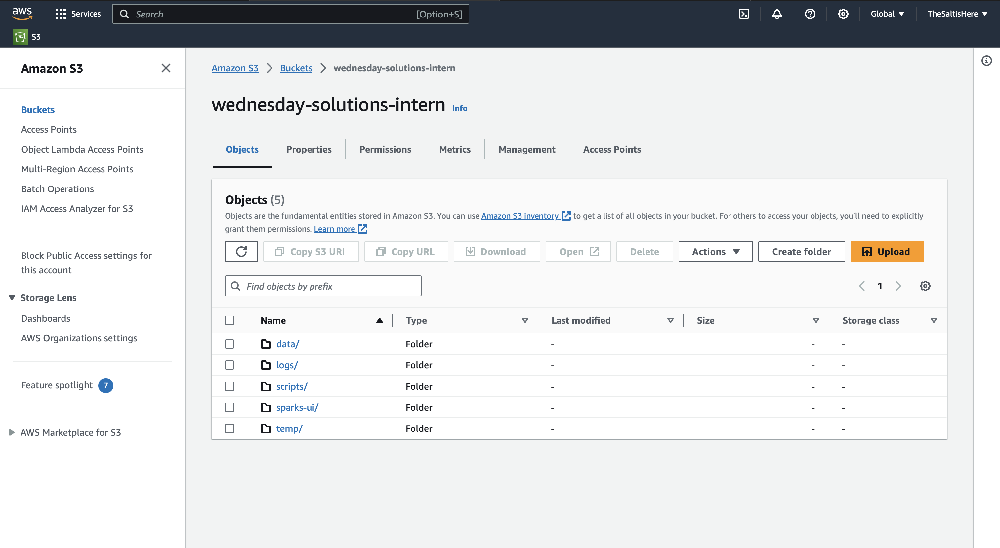 aws
Services
Search
[Option+S]
Global
TheSaltisHere
S3
Amazon S3
Buckets
Access Points
Object Lambda Access Points
Multi-Region Access Points
Batch Operations
IAM Access Analyzer for S3
Block Public Access settings for
this account
Storage Lens
Dashboards
AWS Organizations settings
Feature spotlight 7
AWS Marketplace for S3
Amazon S3 > Buckets > wednesday-solutions-intern
wednesday-solutions-intern Info
Objects Properties Permissions Metrics Management Access Points
Objects (5)
Objects are the fundamental entities stored in Amazon S3. You can use Amazon S3 inventory to get a list of all objects in your bucket. For others to access your objects, you’ll need to explicitly
grant them permissions. Learn more
Copy S3 URI Copy URL Download Open Delete Actions Create folder Upload
Find objects by prefix
1
Name Type Last modified Size Storage class
data/ Folder - - -
logs/ Folder - - -
scripts/ Folder - - -
sparks-ui/ Folder - - -
temp/ Folder - - -